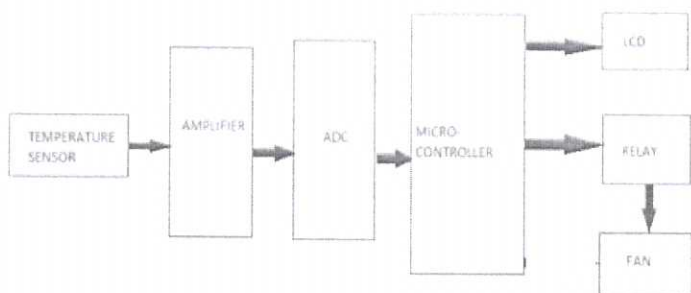 TEMPERATURE
SENSOR
AMPLIFIER
ADC
MICRO-
CONTROLLER
LCD
RELAY
FAN